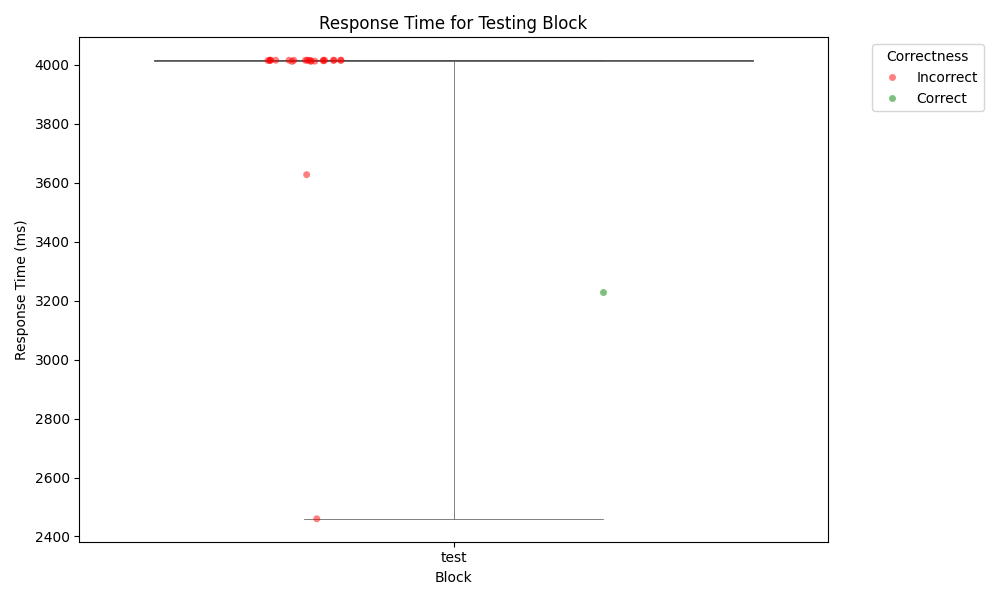 Response Time for Testing Block
Correctness
Incorrect
Correct
4000
3800
3600
3400
3200
3000
2800
2600
2400
Response Time (ms)
test
Block